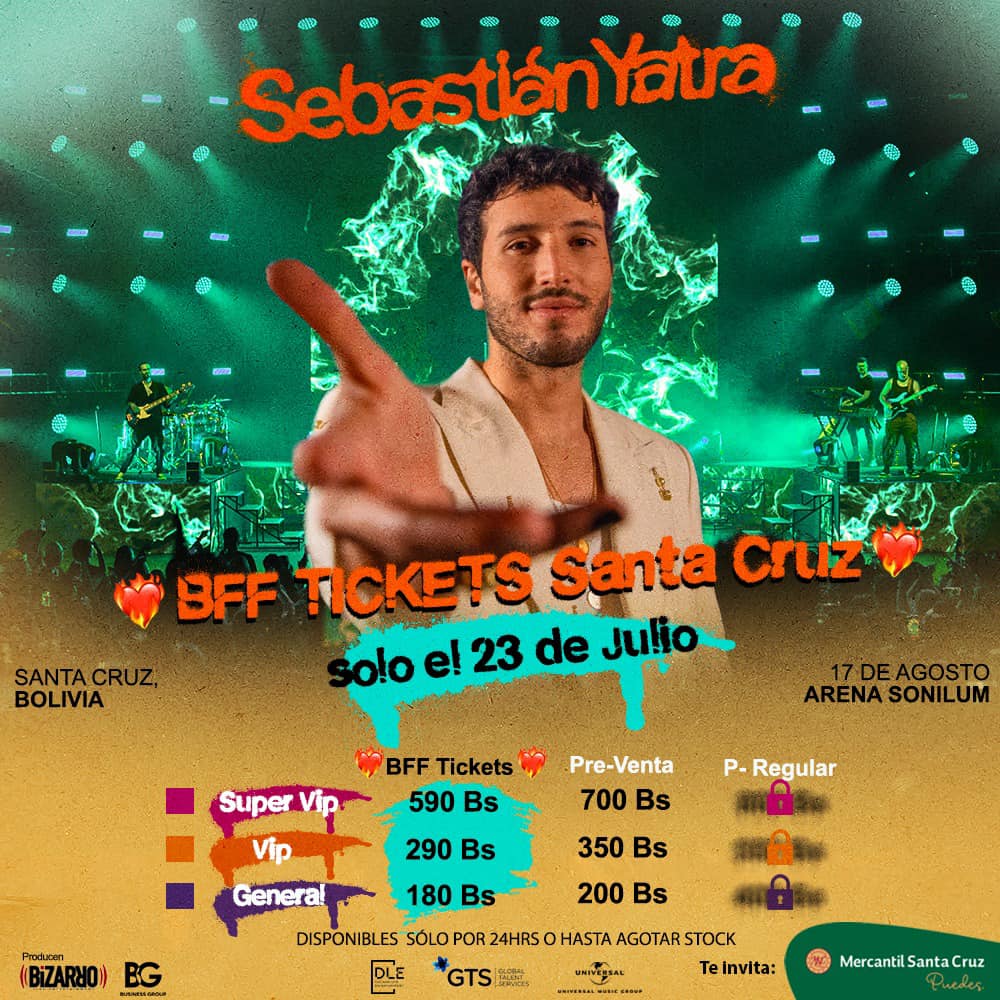 Sebastián Yatra
BFF TICKETS Santa Cruz
solo el 23 de Julio
SANTA CRUZ,
BOLIVIA
17 DE AGOSTO
ARENA SONILUM
BFF Tickets Pre-Venta P- Regular
Super Vip 590 Bs 700 Bs
Vip 290 Bs 350 Bs
General 180 Bs 200 Bs
DISPONIBLES SÓLO POR 24HRS O HASTA AGOTAR STOCK
Producen
BIZARRO
BG
BUSINESS GROUP
DLE
GTS GLOBAL TALENT SERVICES
UNIVERSAL
UNIVERSAL MUSIC GROUP
Te invita:
Mercantil Santa Cruz
Puedes.